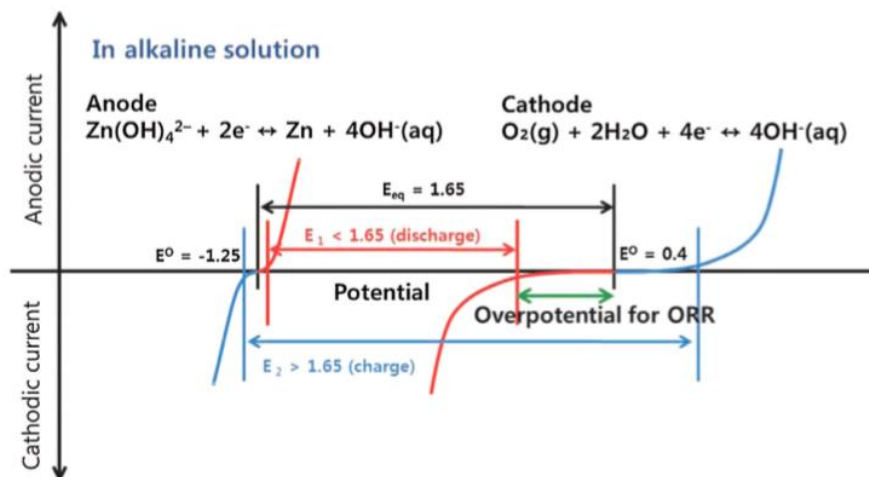 In alkaline solution
Anode
Zn(OH)₄²⁻ + 2e⁻ ↔ Zn + 4OH⁻(aq)
Cathode
O₂(g) + 2H₂O + 4e⁻ ↔ 4OH⁻(aq)
Anodic current
E_eq = 1.65
E₁ < 1.65 (discharge)
E⁰ = -1.25
E⁰ = 0.4
Potential
Overpotential for ORR
E₂ > 1.65 (charge)
Cathodic current